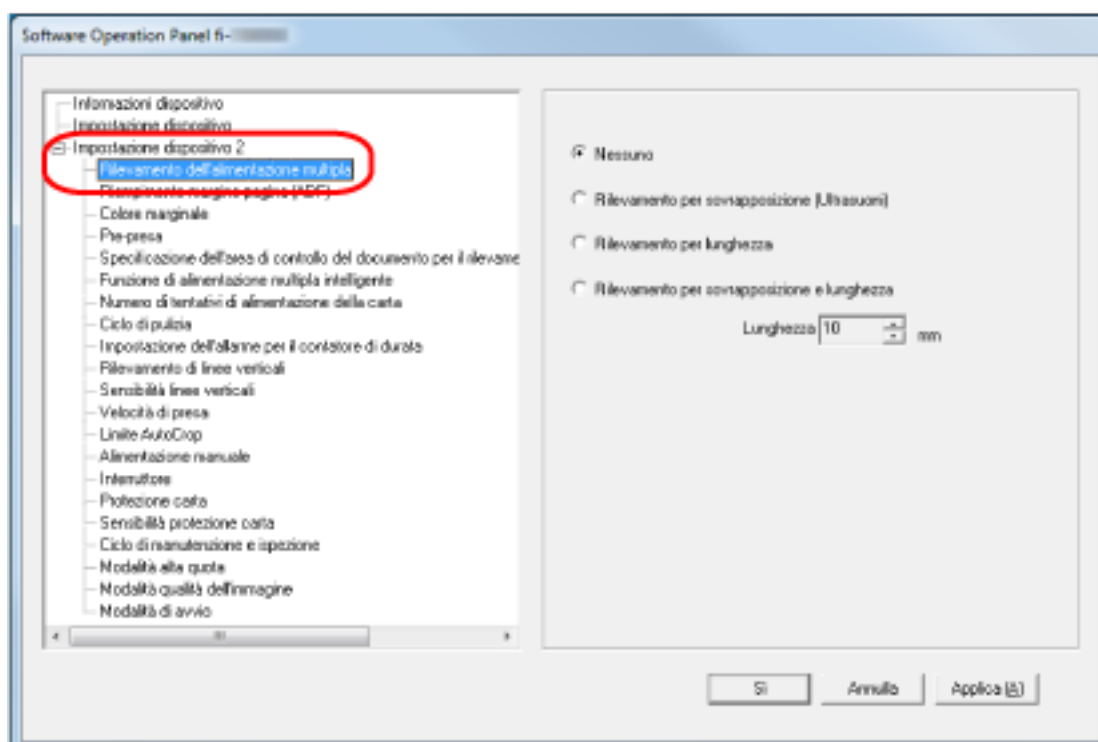 Software Operation Panel fi-
Informazioni dispositivo
Impostazione dispositivo
Impostazione dispositivo 2
Rilevamento dell'alimentazione multipla
Riempimento margine pagina (ADF)
Colore marginale
Pre-presa
Specificazione dell'area di controllo del documento per il rilevame
Funzione di alimentazione multipla intelligente
Numero di tentativi di alimentazione della carta
Ciclo di pulizia
Impostazione dell'allarme per il contatore di durata
Rilevamento di linee verticali
Sensibilità linee verticali
Velocità di presa
Limite AutoCrop
Alimentazione manuale
Interruttore
Protezione carta
Sensibilità protezione carta
Ciclo di manutenzione e ispezione
Modalità alta quota
Modalità qualità dell'immagine
Modalità di avvio
Nessuno
Rilevamento per sovrapposizione (Ultrasuoni)
Rilevamento per lunghezza
Rilevamento per sovrapposizione e lunghezza
Lunghezza 10 mm
Sì Annulla Applica (A)